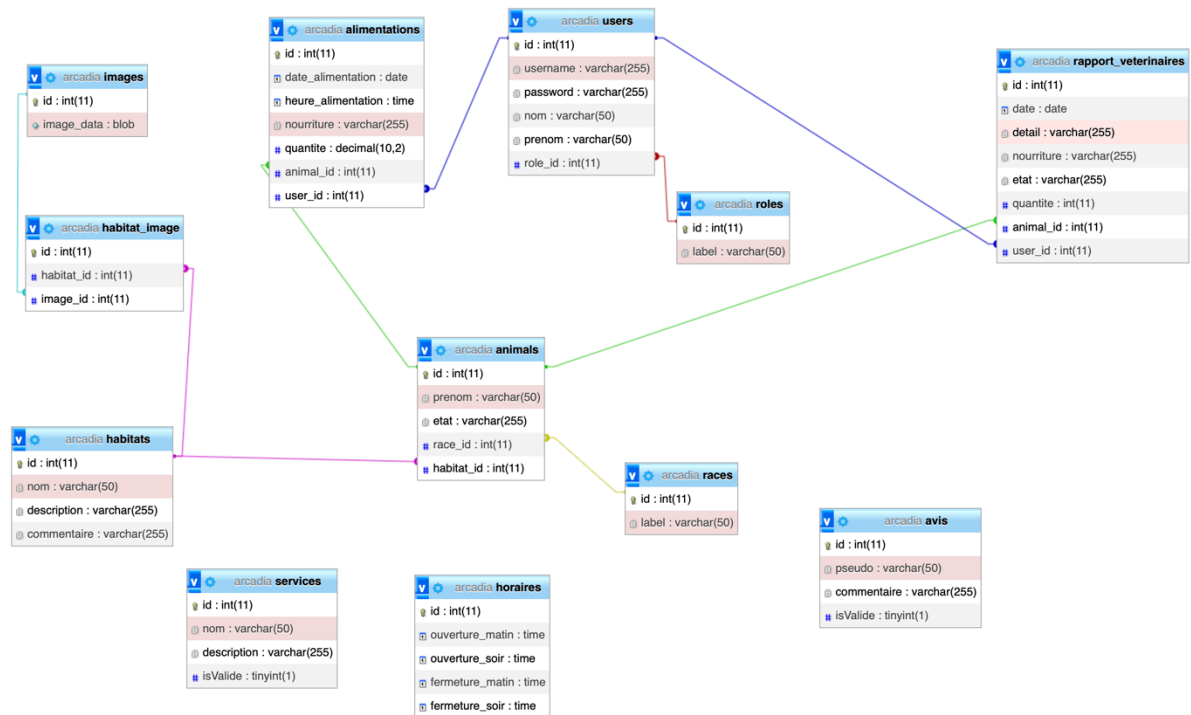 v arcadia alimentations
id : int(11)
date_alimentation : date
heure_alimentation : time
nourriture : varchar(255)
quantite : decimal(10,2)
animal_id : int(11)
user_id : int(11)
v arcadia users
id : int(11)
username : varchar(255)
password : varchar(255)
nom : varchar(50)
prenom : varchar(50)
role_id : int(11)
v arcadia rapport_veterinaires
id : int(11)
date : date
detail : varchar(255)
nourriture : varchar(255)
etat : varchar(255)
quantite : int(11)
animal_id : int(11)
user_id : int(11)
v arcadia images
id : int(11)
image_data : blob
v arcadia roles
id : int(11)
label : varchar(50)
v arcadia habitat_image
id : int(11)
habitat_id : int(11)
image_id : int(11)
v arcadia animals
id : int(11)
prenom : varchar(50)
etat : varchar(255)
race_id : int(11)
habitat_id : int(11)
v arcadia habitats
id : int(11)
nom : varchar(50)
description : varchar(255)
commentaire : varchar(255)
v arcadia races
id : int(11)
label : varchar(50)
v arcadia avis
id : int(11)
pseudo : varchar(50)
commentaire : varchar(255)
isValide : tinyint(1)
v arcadia services
id : int(11)
nom : varchar(50)
description : varchar(255)
isValide : tinyint(1)
v arcadia horaires
id : int(11)
ouverture_matin : time
ouverture_soir : time
fermeture_matin : time
fermeture_soir : time